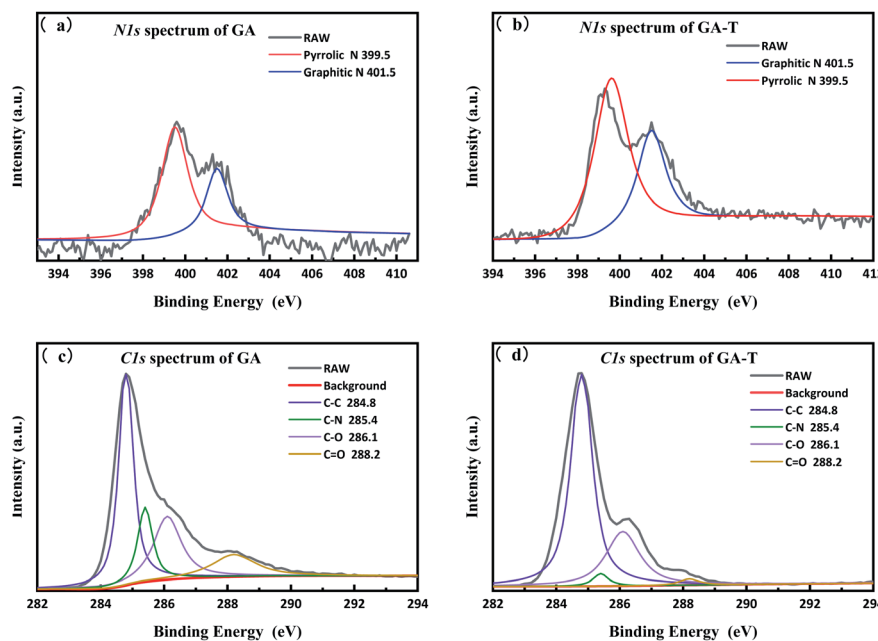 ( a) N1s spectrum of GA
RAW
Pyrrolic N 399.5
Graphitic N 401.5
Intensity (a.u.)
394 396 398 400 402 404 406 408 410
Binding Energy (eV)
( b) N1s spectrum of GA-T
RAW
Graphitic N 401.5
Pyrrolic N 399.5
Intensity (a.u.)
394 396 398 400 402 404 406 408 410 412
Binding Energy (eV)
( c) C1s spectrum of GA
RAW
Background
C-C 284.8
C-N 285.4
C-O 286.1
C=O 288.2
Intensity (a.u.)
282 284 286 288 290 292 294
Binding Energy (eV)
( d) C1s spectrum of GA-T
RAW
Background
C-C 284.8
C-N 285.4
C-O 286.1
C=O 288.2
Intensity (a.u.)
282 284 286 288 290 292 294
Binding Energy (eV)